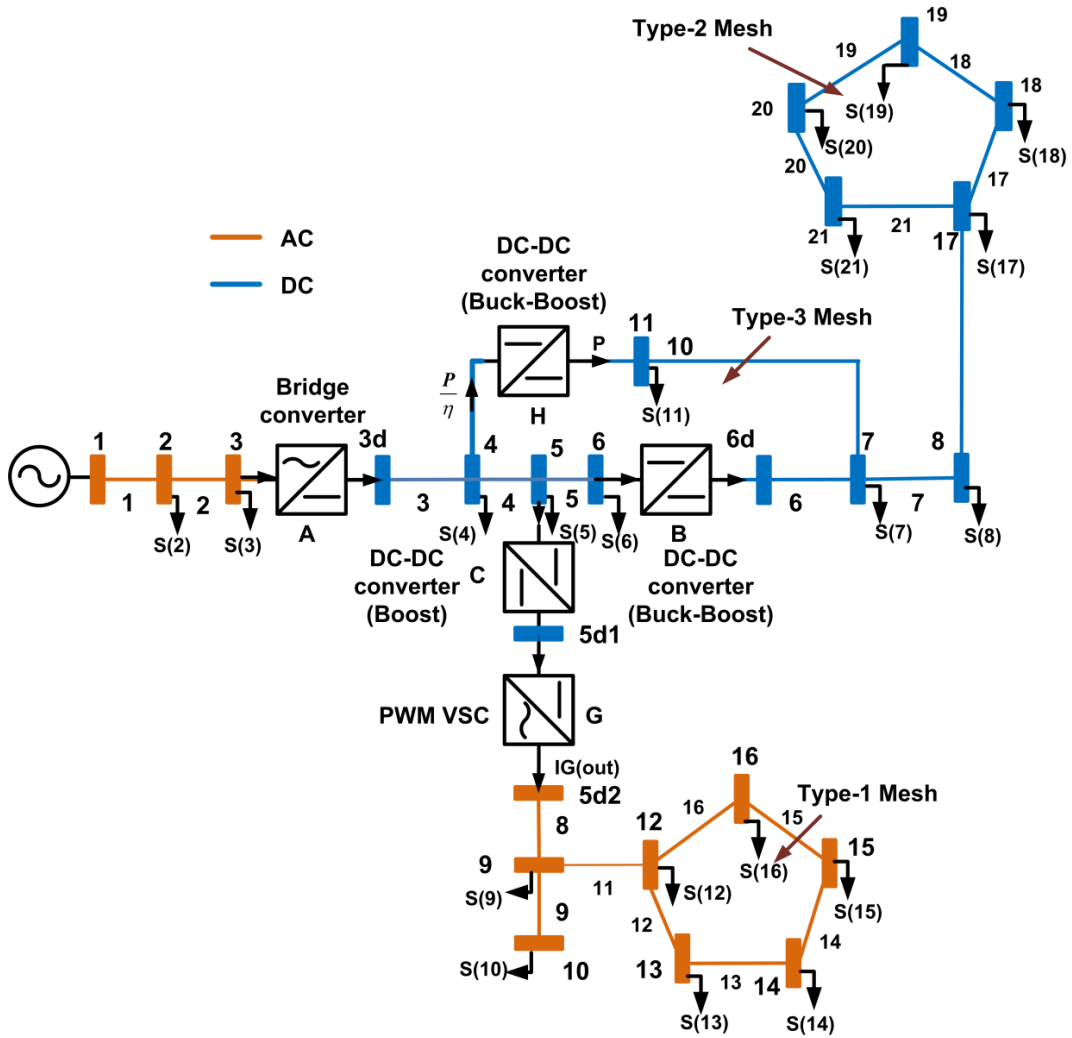 19
Type-2 Mesh
19
18
20
S(19)
18
S(20)
S(18)
20
17
21
21
17
S(21)
S(17)
AC
DC
DC-DC
converter
(Buck-Boost)
Type-3 Mesh
11
10
P
P
η
H
S(11)
Bridge
converter
1
2
3
3d
4
5
6
6d
7
8
1
2
3
4
5
6
7
S(2)
S(3)
A
S(4)
S(5)
S(6)
B
S(7)
S(8)
DC-DC
converter
(Boost)
C
DC-DC
converter
(Buck-Boost)
5d1
PWM VSC
G
IG(out)
5d2
16
Type-1 Mesh
16
15
8
12
15
9
11
S(16)
S(9)
S(12)
S(15)
9
12
14
S(10)
10
13
13
14
S(13)
S(14)